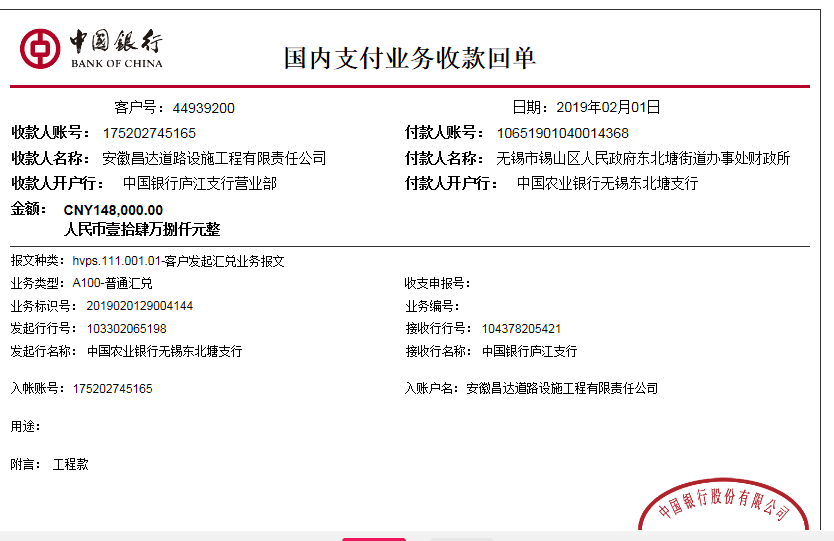 中国银行
BANK OF CHINA
国内支付业务收款回单
客户号：44939200 日期：2019年02月01日
收款人账号：175202745165 付款人账号：10651901040014368
收款人名称：安徽昌达道路设施工程有限责任公司 付款人名称：无锡市锡山区人民政府东北塘街道办事处财政所
收款人开户行：中国银行庐江支行营业部 付款人开户行：中国农业银行无锡东北塘支行
金额：CNY148,000.00
人民币壹拾肆万捌仟元整
报文种类：hvps.111.001.01-客户发起汇兑业务报文
业务类型：A100-普通汇兑 收支申报号：
业务标识号：2019020129004144 业务编号：
发起行行号：103302065198 接收行行号：104378205421
发起行名称：中国农业银行无锡东北塘支行 接收行名称：中国银行庐江支行
入帐账号：175202745165 入账户名：安徽昌达道路设施工程有限责任公司
用途：
附言：工程款
中国银行股份有限公司